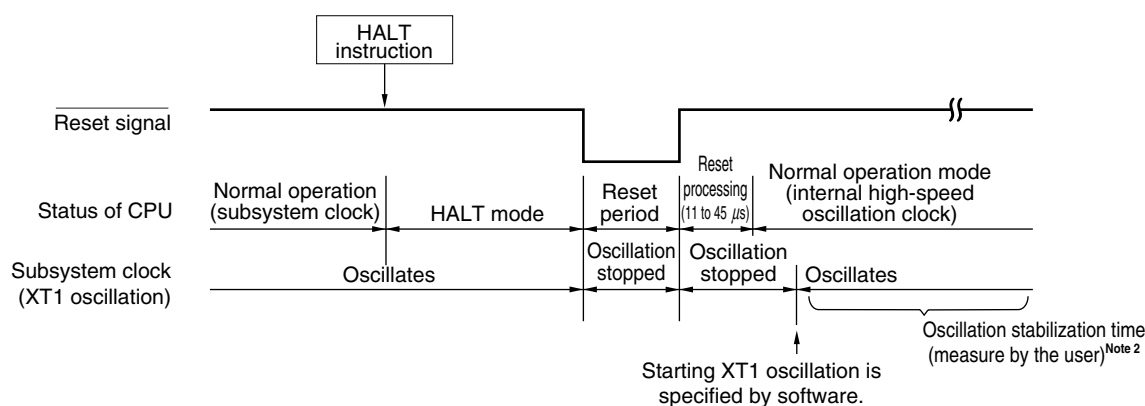 HALT
instruction
Reset signal
Status of CPU
Normal operation
(subsystem clock)
HALT mode
Reset
period
Reset
processing
(11 to 45 μs)
Normal operation mode
(internal high-speed
oscillation clock)
Subsystem clock
(XT1 oscillation)
Oscillates
Oscillation
stopped
Oscillation
stopped
Oscillates
Oscillation stabilization time
(measure by the user)Note 2
Starting XT1 oscillation is
specified by software.